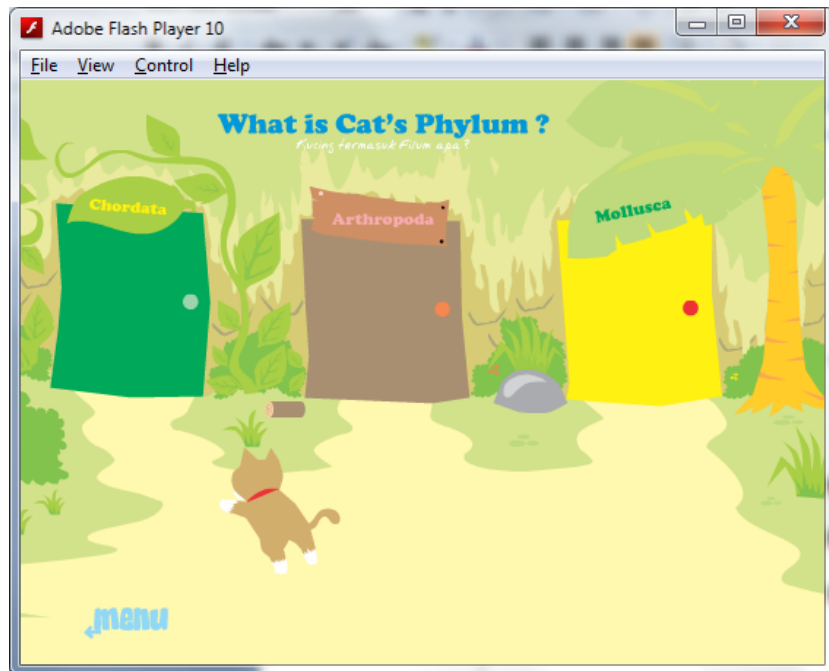 Adobe Flash Player 10
File View Control Help
What is Cat's Phylum ?
Kucing termasuk Filum apa ?
Chordata
Arthropoda
Mollusca
menu